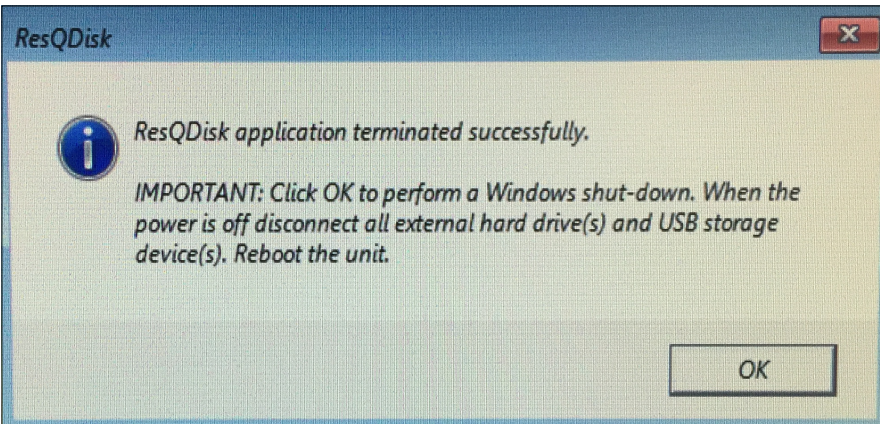 ResQDisk
ResQDisk application terminated successfully.
IMPORTANT: Click OK to perform a Windows shut-down. When the
power is off disconnect all external hard drive(s) and USB storage
device(s). Reboot the unit.
OK